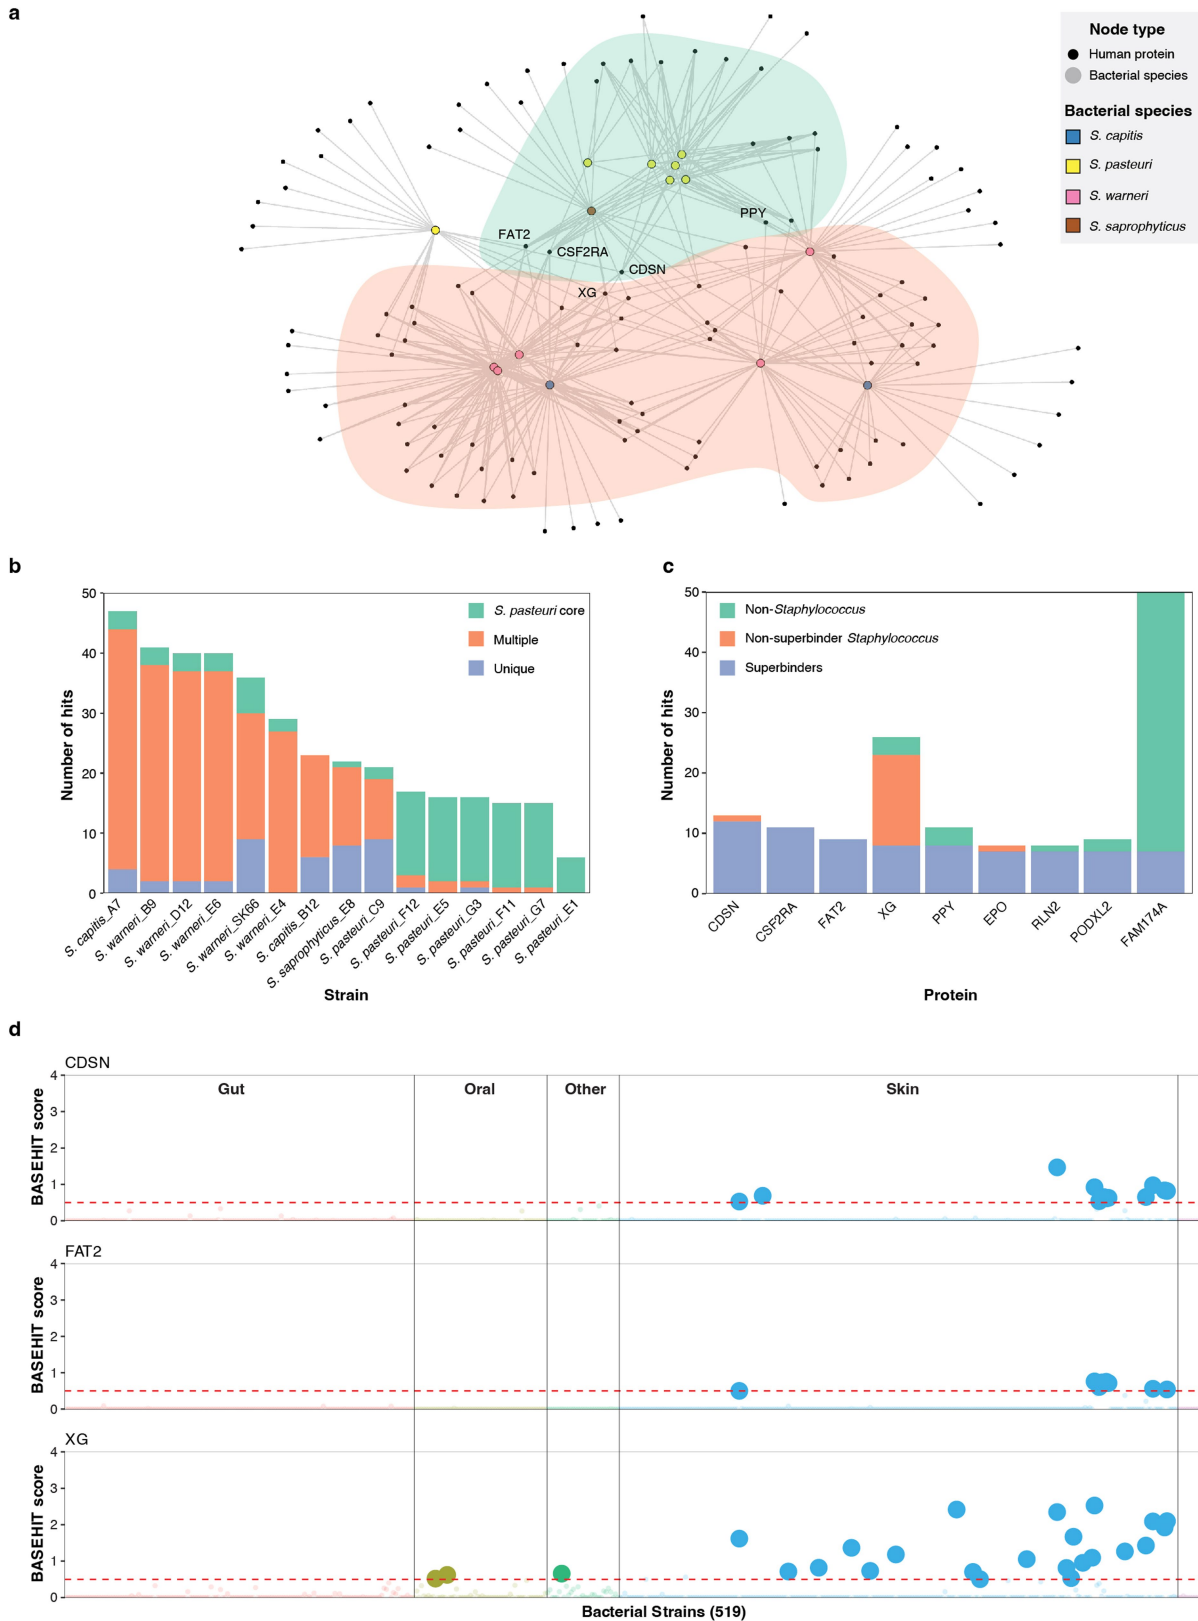 a
Node type
Human protein
Bacterial species
Bacterial species
S. capitis
S. pasteuri
S. warneri
S. saprophyticus
PPY
FAT2
CSF2RA
CDSN
XG
b
50
40
30
20
10
0
Number of hits
S. pasteuri core
Multiple
Unique
S. capitis_A7
S. warneri_B9
S. warneri_D12
S. warneri_E6
S. warneri_SK66
S. warneri_E4
S. capitis_B12
S. saprophyticus_E8
S. pasteuri_C9
S. pasteuri_F12
S. pasteuri_E5
S. pasteuri_G3
S. pasteuri_F11
S. pasteuri_G7
S. pasteuri_E1
Strain
c
50
40
30
20
10
0
Number of hits
Non-Staphylococcus
Non-superbinder Staphylococcus
Superbinders
CDSN
CSF2RA
FAT2
XG
PPY
EPO
RLN2
PODXL2
FAM174A
Protein
d
CDSN
Gut
Oral
Other
Skin
BASEHIT score
4
3
2
1
0
FAT2
BASEHIT score
4
3
2
1
0
XG
BASEHIT score
4
3
2
1
0
Bacterial Strains (519)